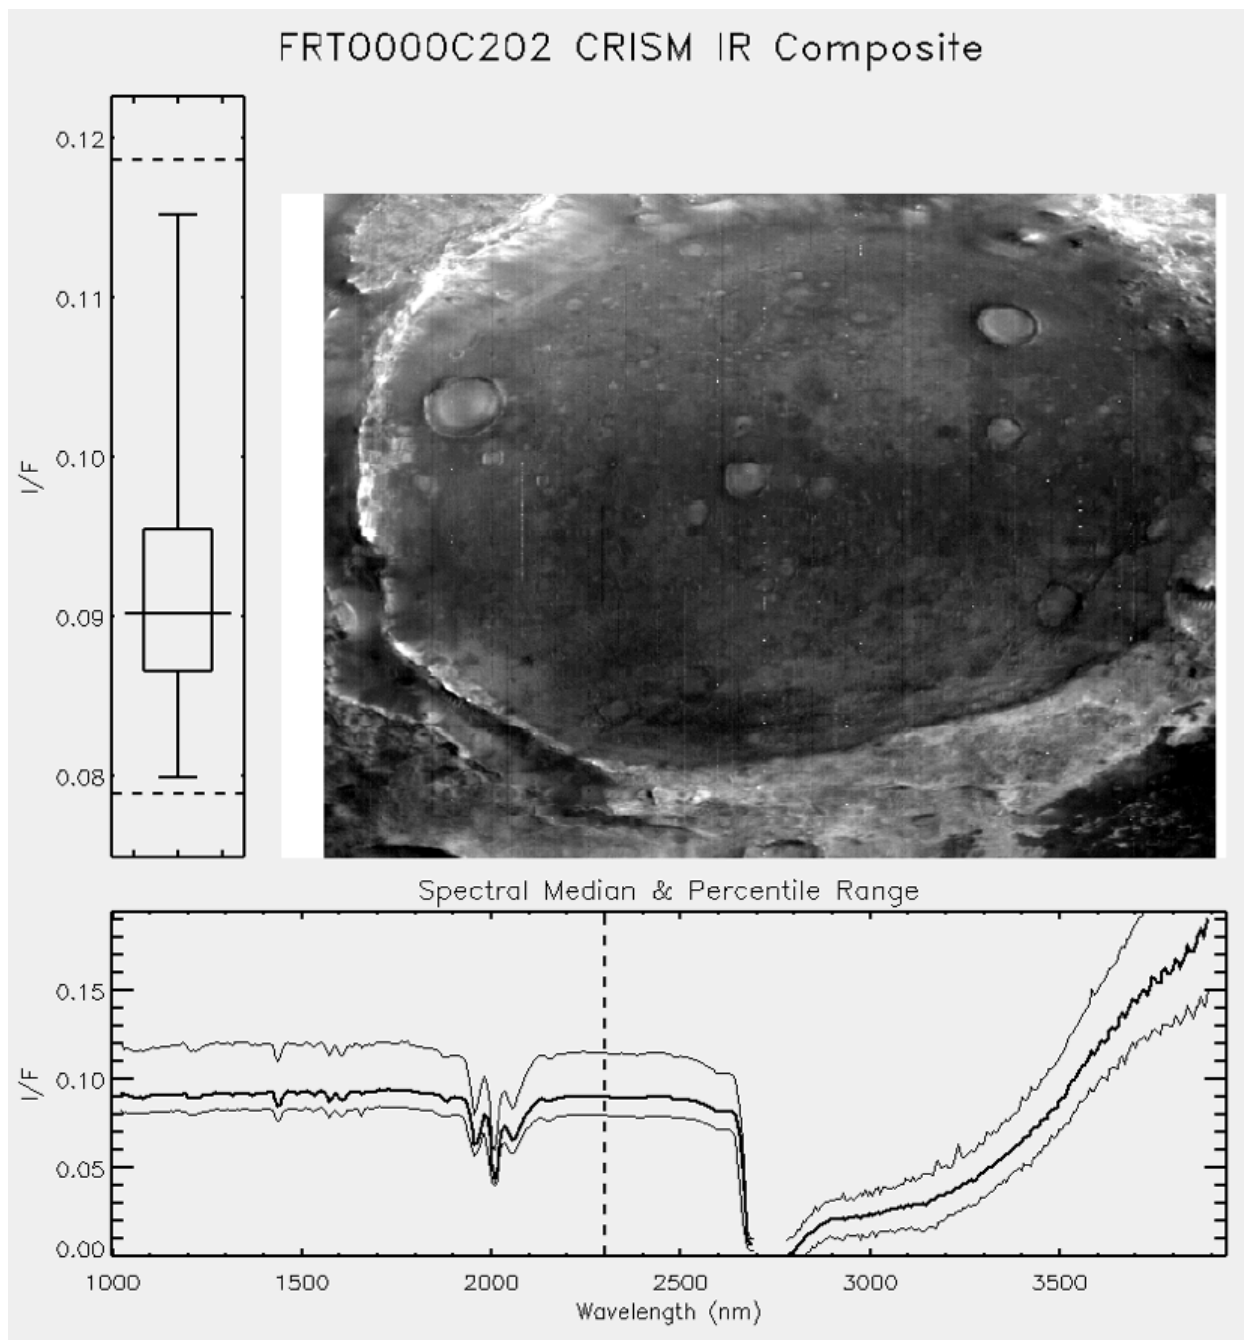 FRT0000C202 CRISM IR Composite
0.12
0.11
0.10
0.09
0.08
I/F
Spectral Median & Percentile Range
0.15
0.10
0.05
0.00
I/F
1000 1500 2000 2500 3000 3500
Wavelength (nm)